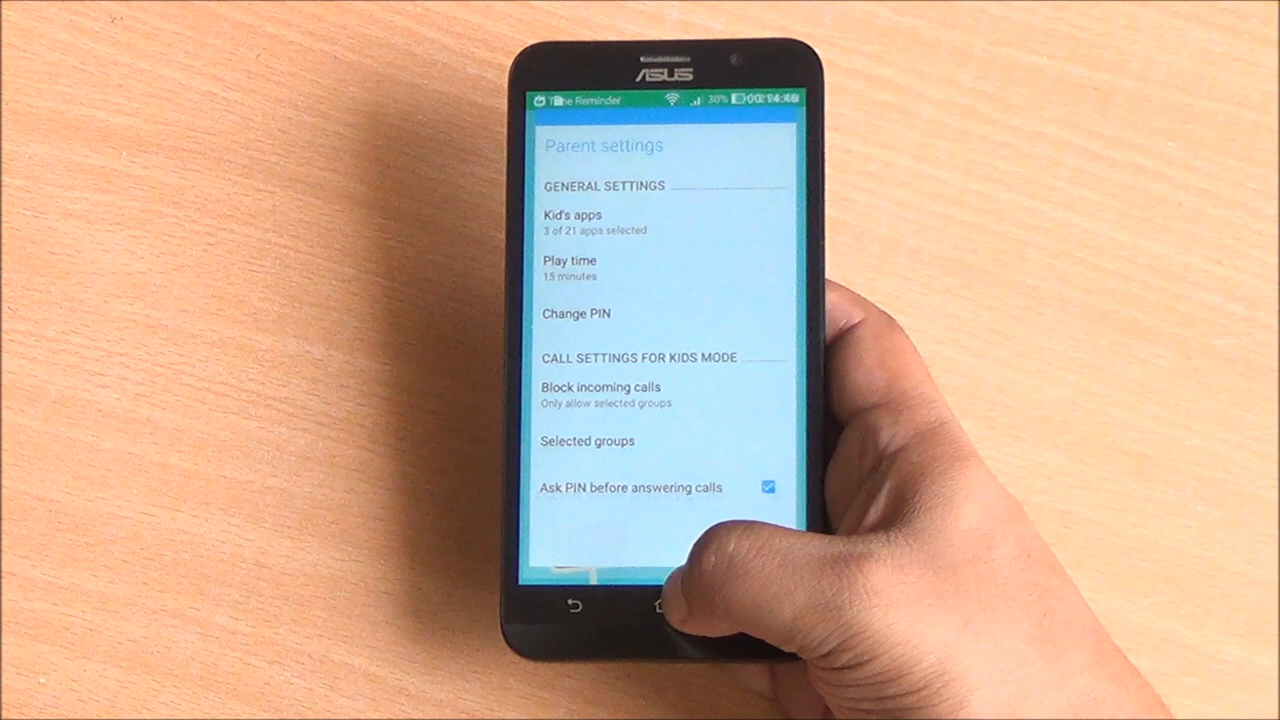 ASUS
Reminder 30%
Parent settings
GENERAL SETTINGS
Kid's apps
3 of 21 apps selected
Play time
15 minutes
Change PIN
CALL SETTINGS FOR KIDS MODE
Block incoming calls
Only allow selected groups
Selected groups
Ask PIN before answering calls